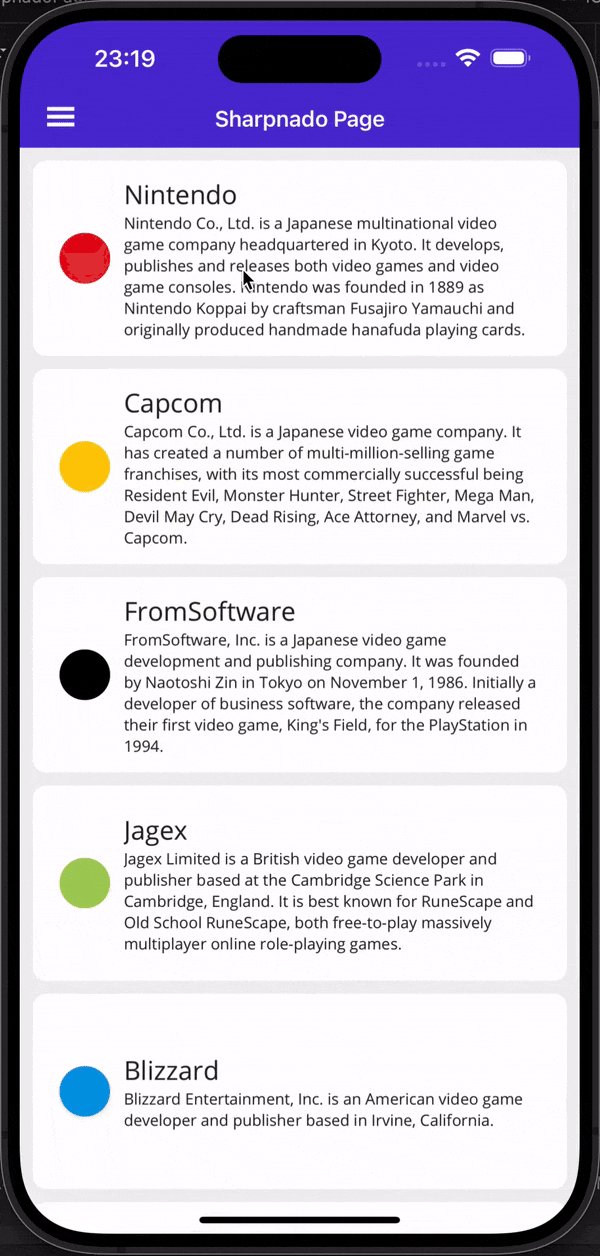 23:19
Sharpnado Page
Nintendo
Nintendo Co., Ltd. is a Japanese multinational video
game company headquartered in Kyoto. It develops,
publishes and releases both video games and video
game consoles. Nintendo was founded in 1889 as
Nintendo Koppai by craftsman Fusajiro Yamauchi and
originally produced handmade hanafuda playing cards.
Capcom
Capcom Co., Ltd. is a Japanese video game company. It
has created a number of multi-million-selling game
franchises, with its most commercially successful being
Resident Evil, Monster Hunter, Street Fighter, Mega Man,
Devil May Cry, Dead Rising, Ace Attorney, and Marvel vs.
Capcom.
FromSoftware
FromSoftware, Inc. is a Japanese video game
development and publishing company. It was founded
by Naotoshi Zin in Tokyo on November 1, 1986. Initially a
developer of business software, the company released
their first video game, King's Field, for the PlayStation in
1994.
Jagex
Jagex Limited is a British video game developer and
publisher based at the Cambridge Science Park in
Cambridge, England. It is best known for RuneScape and
Old School RuneScape, both free-to-play massively
multiplayer online role-playing games.
Blizzard
Blizzard Entertainment, Inc. is an American video game
developer and publisher based in Irvine, California.